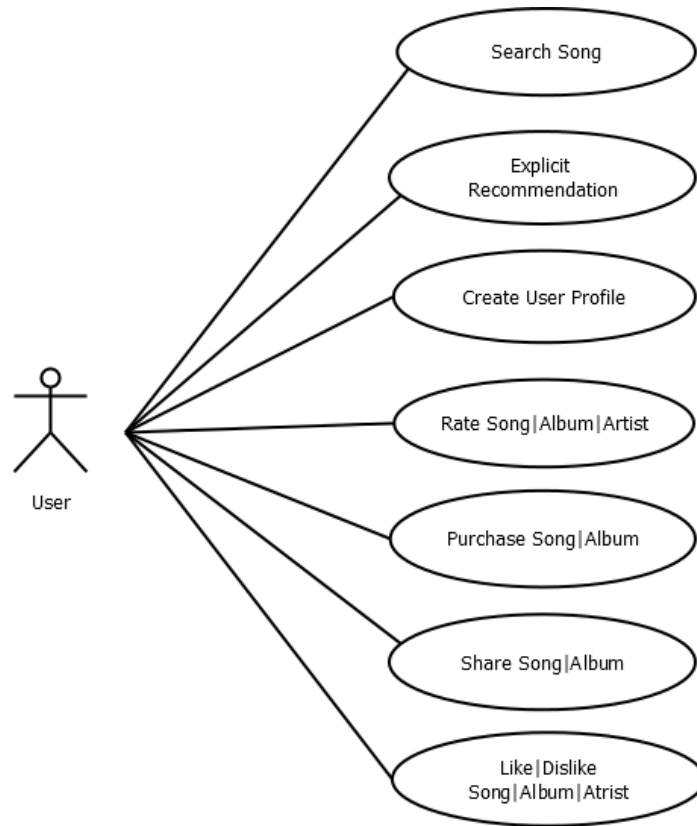 Search Song
Explicit
Recommendation
Create User Profile
Rate Song|Album|Artist
User
Purchase Song|Album
Share Song|Album
Like|Dislike
Song|Album|Atrist